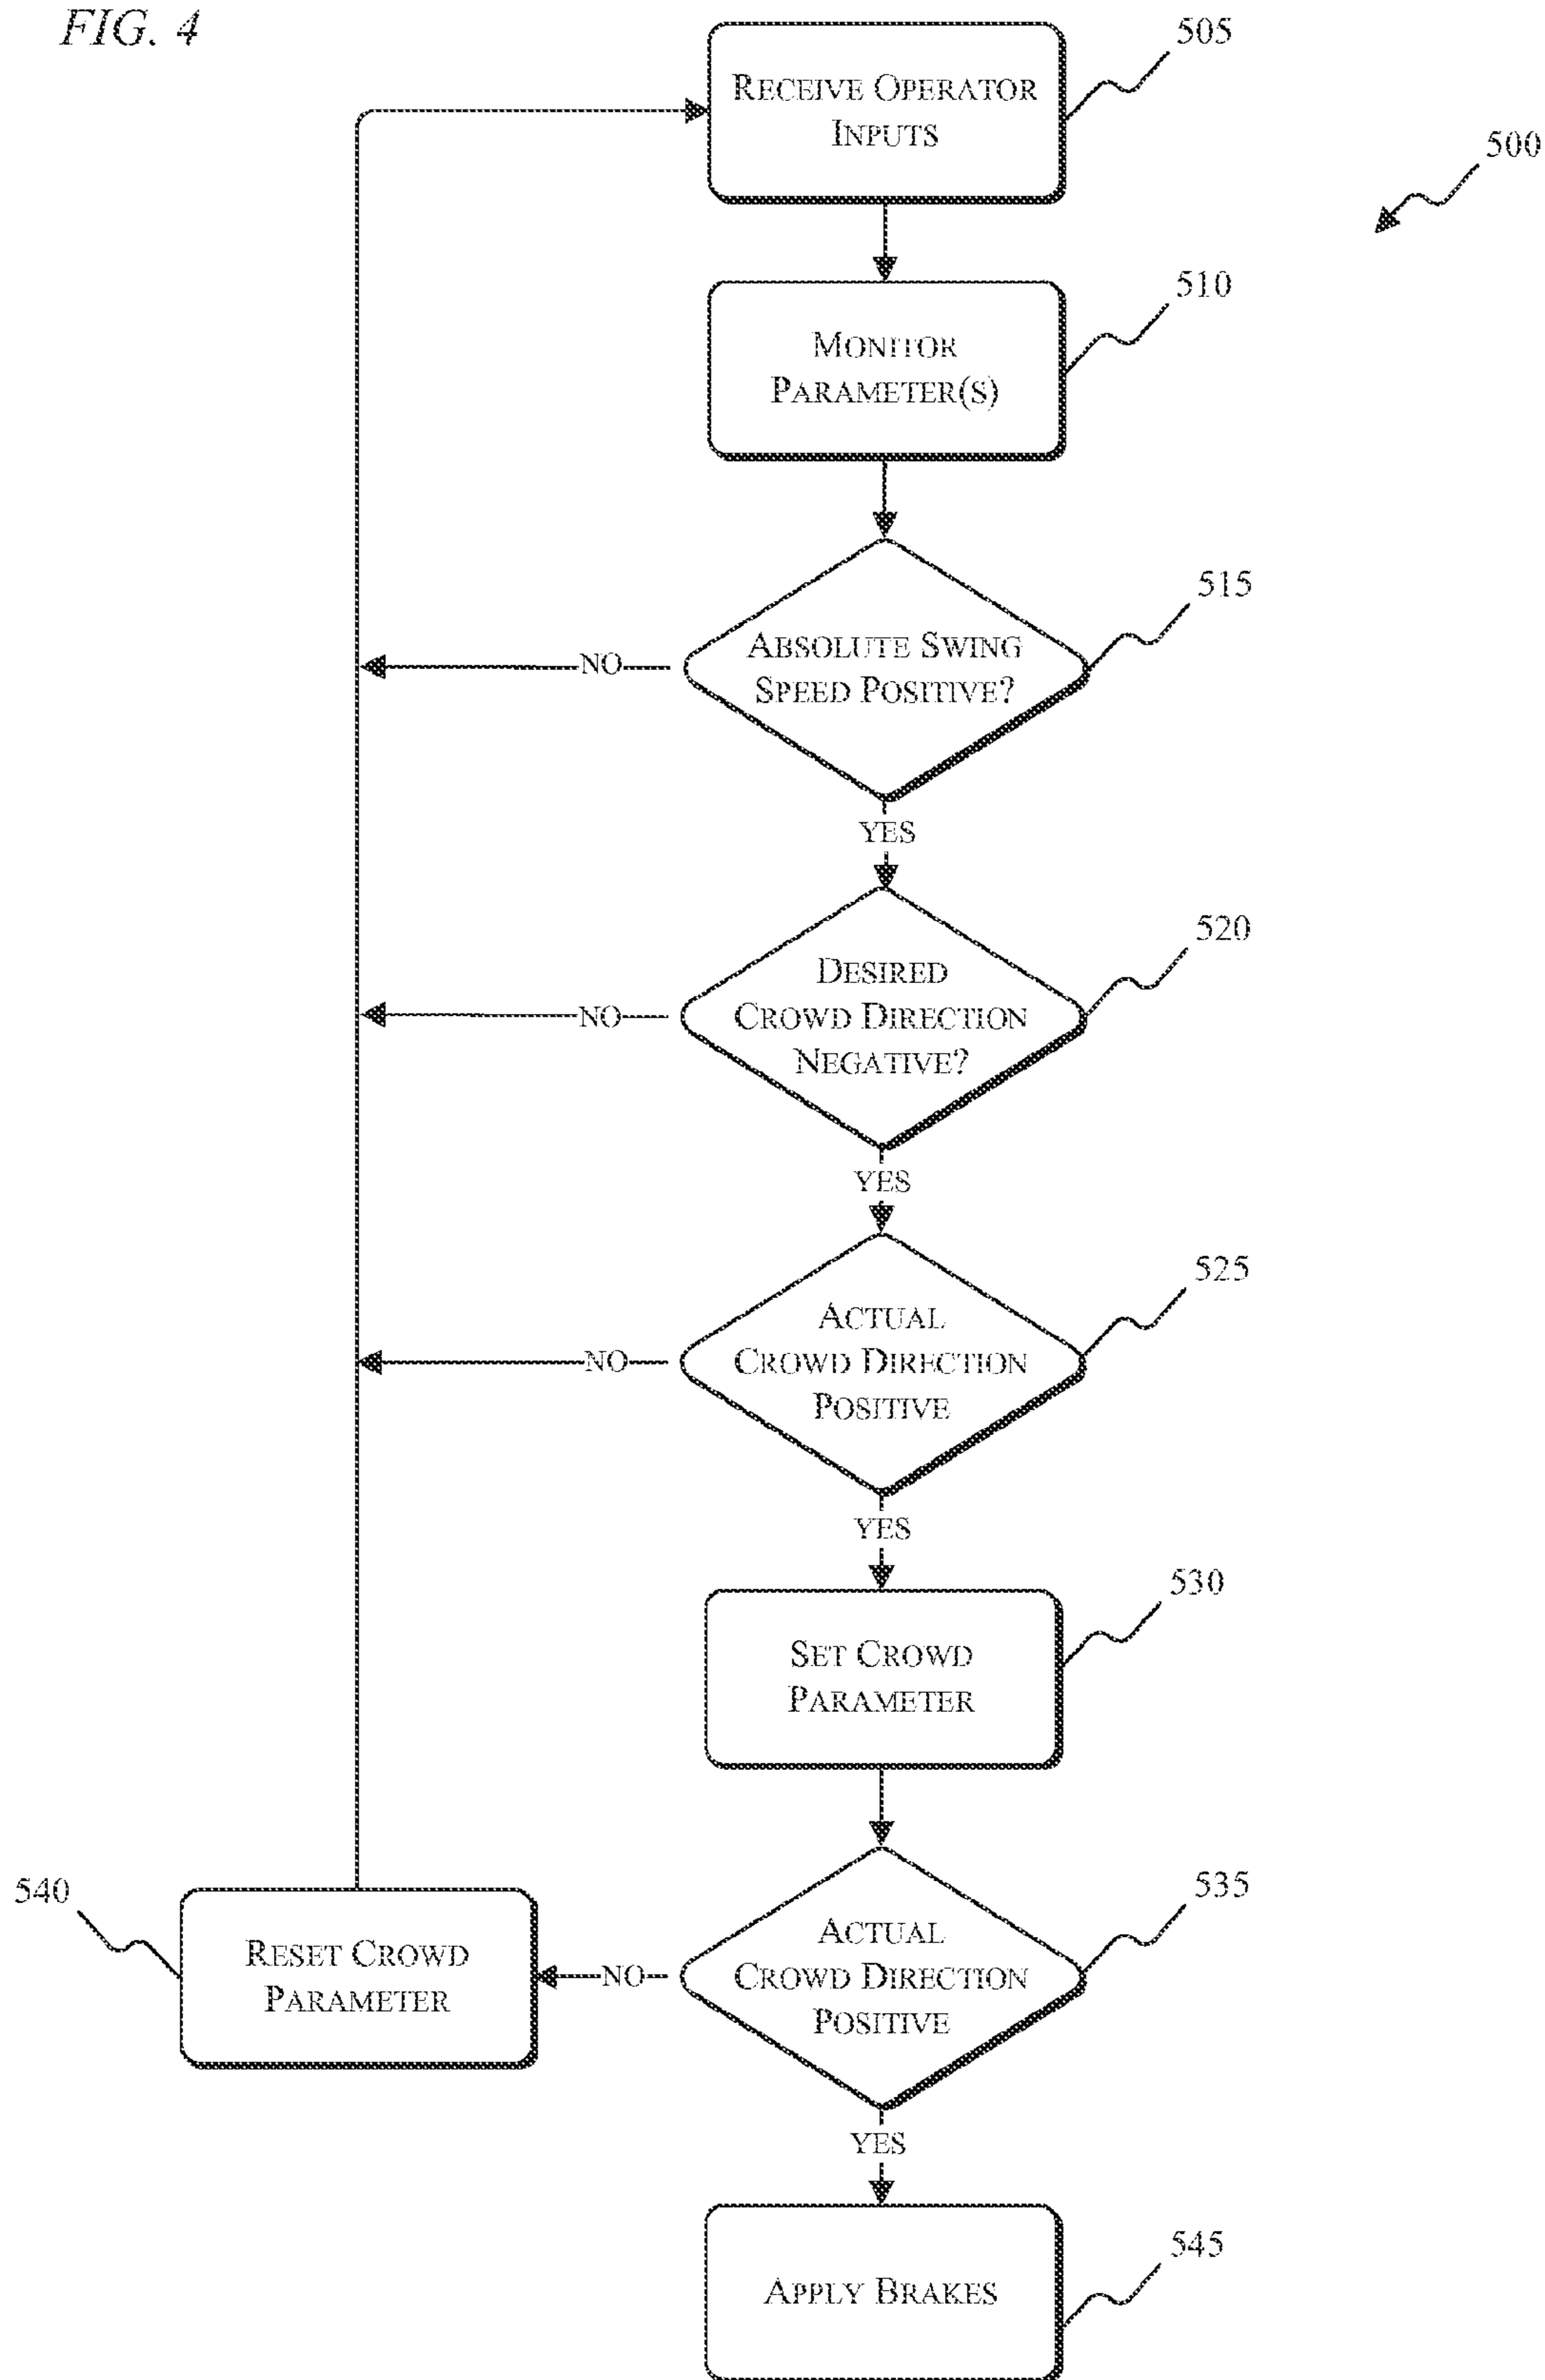 FIG. 4
505
RECEIVE OPERATOR
INPUTS
500
510
MONITOR
PARAMETER(S)
515
ABSOLUTE SWING
SPEED POSITIVE?
NO
YES
520
DESIRED
CROWD DIRECTION
NEGATIVE?
NO
YES
525
ACTUAL
CROWD DIRECTION
POSITIVE
NO
YES
530
SET CROWD
PARAMETER
535
ACTUAL
CROWD DIRECTION
POSITIVE
NO
540
RESET CROWD
PARAMETER
YES
545
APPLY BRAKES